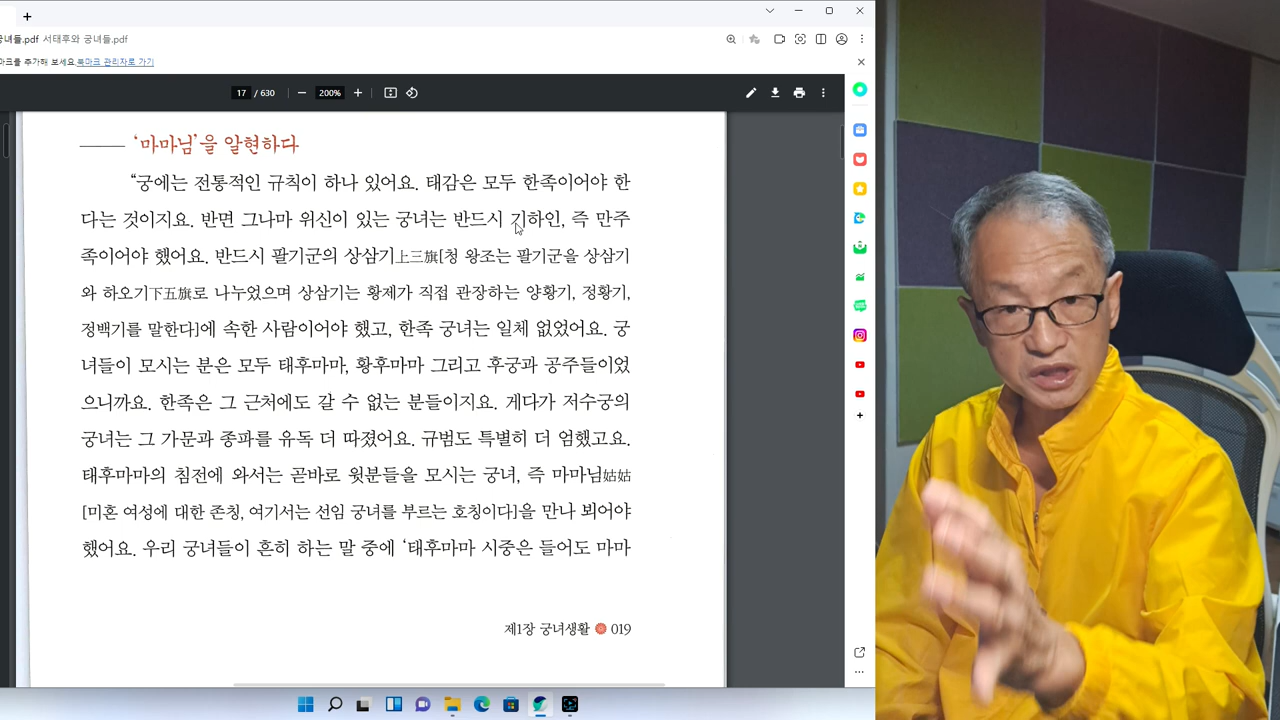 궁녀들.pdf 서태후와 궁녀들.pdf
마크를 추가해 보세요.북마크 관리자로 가기
17 / 630 200%
‘마마님’을 알현하다
“궁에는 전통적인 규칙이 하나 있어요. 태감은 모두 한족이어야 한
다는 것이지요. 반면 그나마 위신이 있는 궁녀는 반드시 기하인, 즉 만주
족이어야 했어요. 반드시 팔기군의 상삼기上三旗[청 왕조는 팔기군을 상삼기
와 하오기下五旗로 나누었으며 상삼기는 황제가 직접 관장하는 양황기, 정황기,
정백기를 말한다]에 속한 사람이어야 했고, 한족 궁녀는 일체 없었어요. 궁
녀들이 모시는 분은 모두 태후마마, 황후마마 그리고 후궁과 공주들이었
으니까요. 한족은 그 근처에도 갈 수 없는 분들이지요. 게다가 저수궁의
궁녀는 그 가문과 종파를 유독 더 따졌어요. 규범도 특별히 더 엄했고요.
태후마마의 침전에 와서는 곧바로 윗분들을 모시는 궁녀, 즉 마마님姑姑
[미혼 여성에 대한 존칭, 여기서는 선임 궁녀를 부르는 호칭이다]을 만나 뵈어야
했어요. 우리 궁녀들이 흔히 하는 말 중에 ‘태후마마 시중은 들어도 마마
제1장 궁녀생활 019